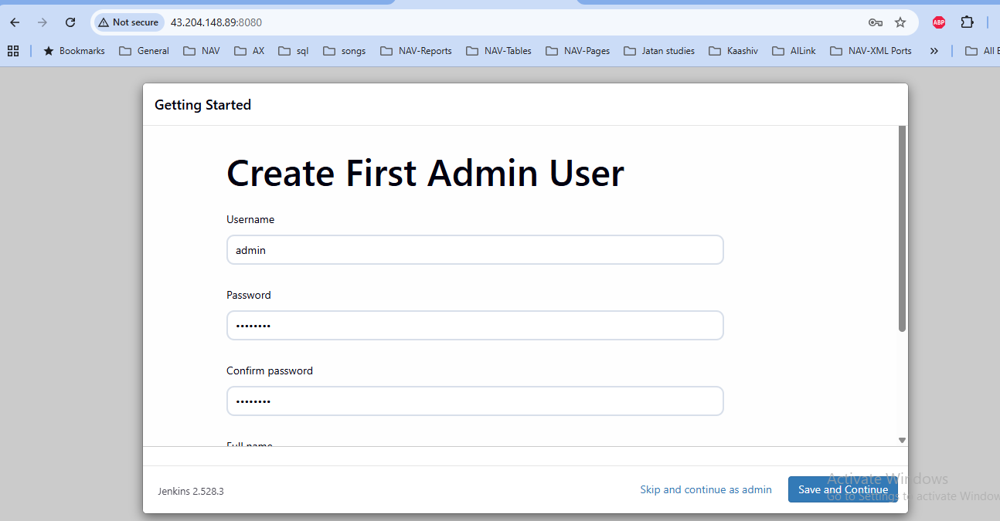 Not secure 43.204.148.89:8080 ABP
Bookmarks General NAV AX sql songs NAV-Reports NAV-Tables NAV-Pages Jatan studies Kaashiv AILink NAV-XML Ports » All
Getting Started
Create First Admin User
Username
admin
Password
••••••••
Confirm password
••••••••
Full name
Jenkins 2.528.3
Skip and continue as admin
Save and Continue
Activate Windows
Go to Settings to activate Window